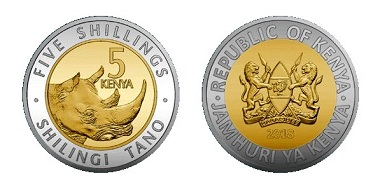 FIVE SHILLINGS
5
KENYA
SHILINGI TANO
REPUBLIC OF KENYA
2018
JAMHURI YA KENYA